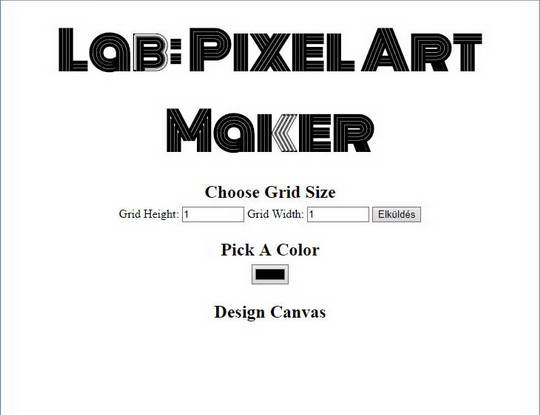 Lab: Pixel Art
Maker
Choose Grid Size
Grid Height: 1 Grid Width: 1 Elküldés
Pick A Color
Design Canvas